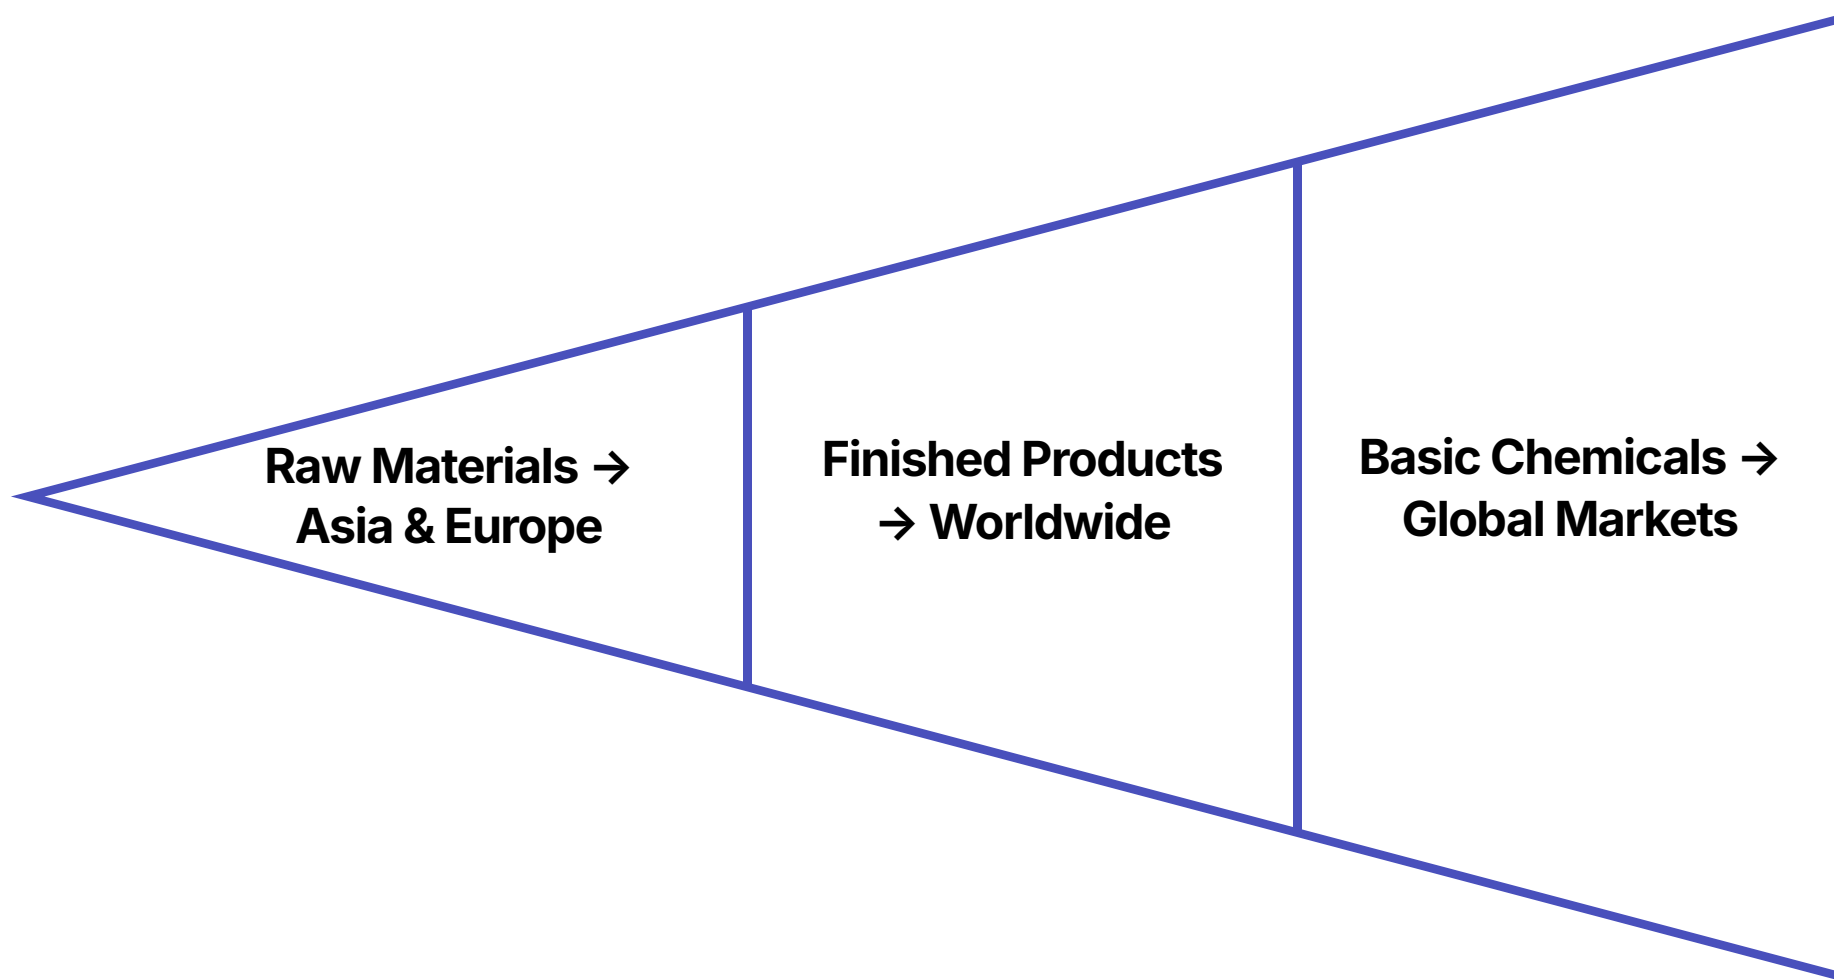 Raw Materials →
Asia & Europe
Finished Products
→ Worldwide
Basic Chemicals →
Global Markets